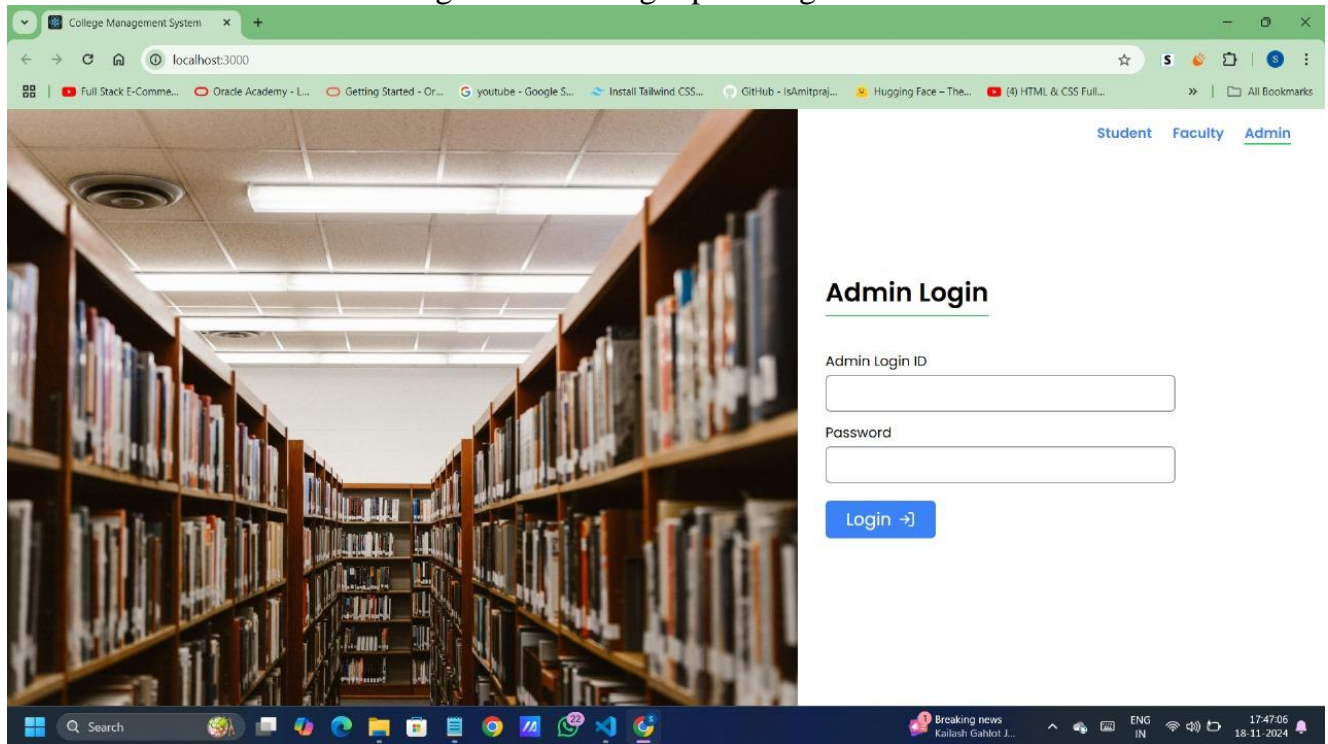 College Management System
localhost:3000
S
S
Full Stack E-Comme...
Oracle Academy - L...
Getting Started - Or...
youtube - Google S...
Install Tailwind CSS...
GitHub - IsAmitpraj...
Hugging Face – The...
(4) HTML & CSS Full...
»
All Bookmarks
Student Faculty Admin
Admin Login
Admin Login ID
Password
Login
Search
22
Breaking news
Kailash Gahlot J...
ENG
IN
17:47:06
18-11-2024